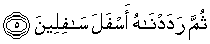 ثُمَّ رَدَدْنَـٰهُ أَسْفَلَ سَـٰفِلِينَ ۝٥